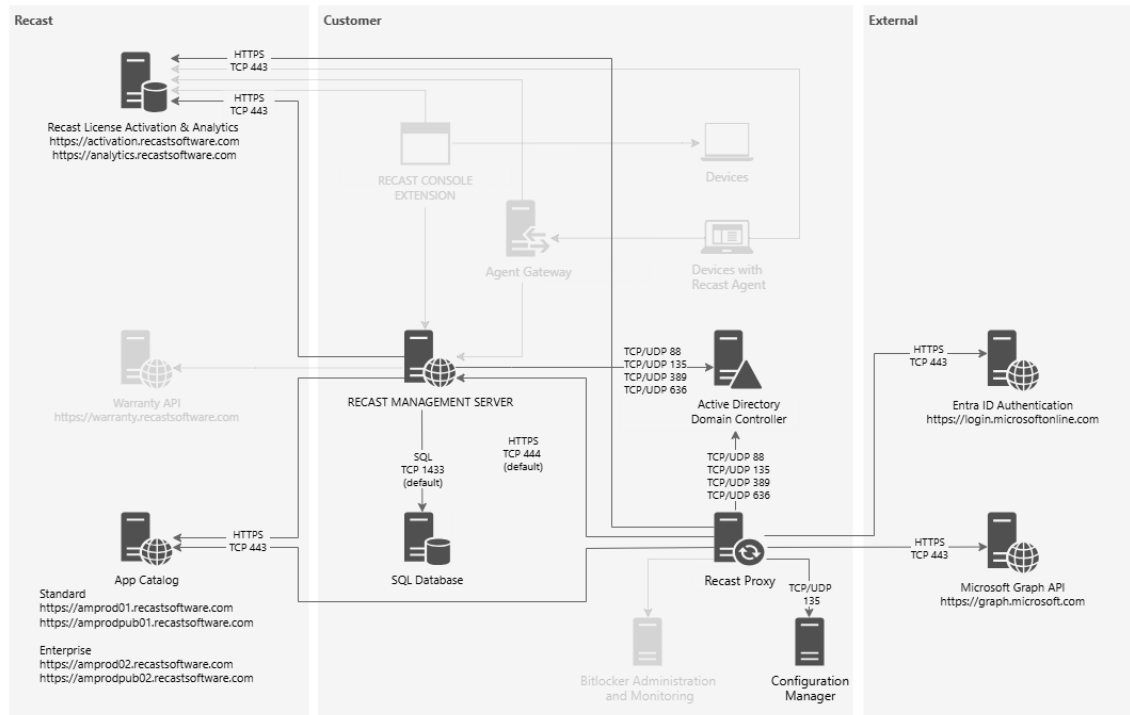 Recast
Customer
External
HTTPS
TCP 443
HTTPS
TCP 443
Recast License Activation & Analytics
https://activation.recastsoftware.com
https://analytics.recastsoftware.com
RECAST CONSOLE
EXTENSION
Devices
Agent Gateway
Devices with
Recast Agent
Warranty API
https://warranty.recastsoftware.com
RECAST MANAGEMENT SERVER
TCP/UDP 88
TCP/UDP 135
TCP/UDP 389
TCP/UDP 636
Active Directory
Domain Controller
HTTPS
TCP 443
Entra ID Authentication
https://login.microsoftonline.com
SQL
TCP 1433
(default)
HTTPS
TCP 444
(default)
TCP/UDP 88
TCP/UDP 135
TCP/UDP 389
TCP/UDP 636
HTTPS
TCP 443
App Catalog
Standard
https://amprod01.recastsoftware.com
https://amprodpub01.recastsoftware.com
Enterprise
https://amprod02.recastsoftware.com
https://amprodpub02.recastsoftware.com
SQL Database
Recast Proxy
HTTPS
TCP 443
Microsoft Graph API
https://graph.microsoft.com
TCP/UDP
135
Bitlocker Administration
and Monitoring
Configuration
Manager